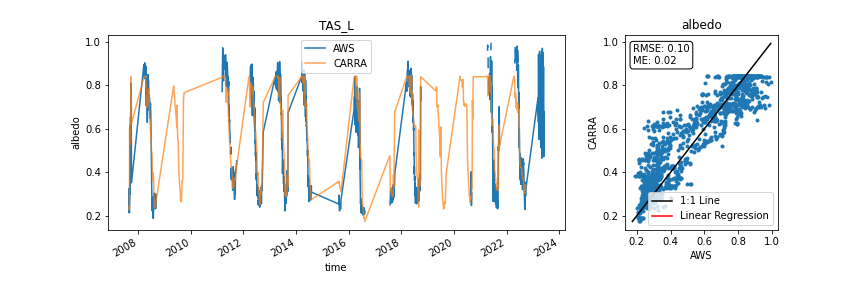 TAS_L
albedo
1.0
0.8
0.6
0.4
0.2
AWS
CARRA
2008
2010
2012
2014
2016
2018
2020
2022
2024
time
albedo
CARRA
1.0
0.8
0.6
0.4
0.2
RMSE: 0.10
ME: 0.02
1:1 Line
Linear Regression
0.2
0.4
0.6
0.8
1.0
AWS